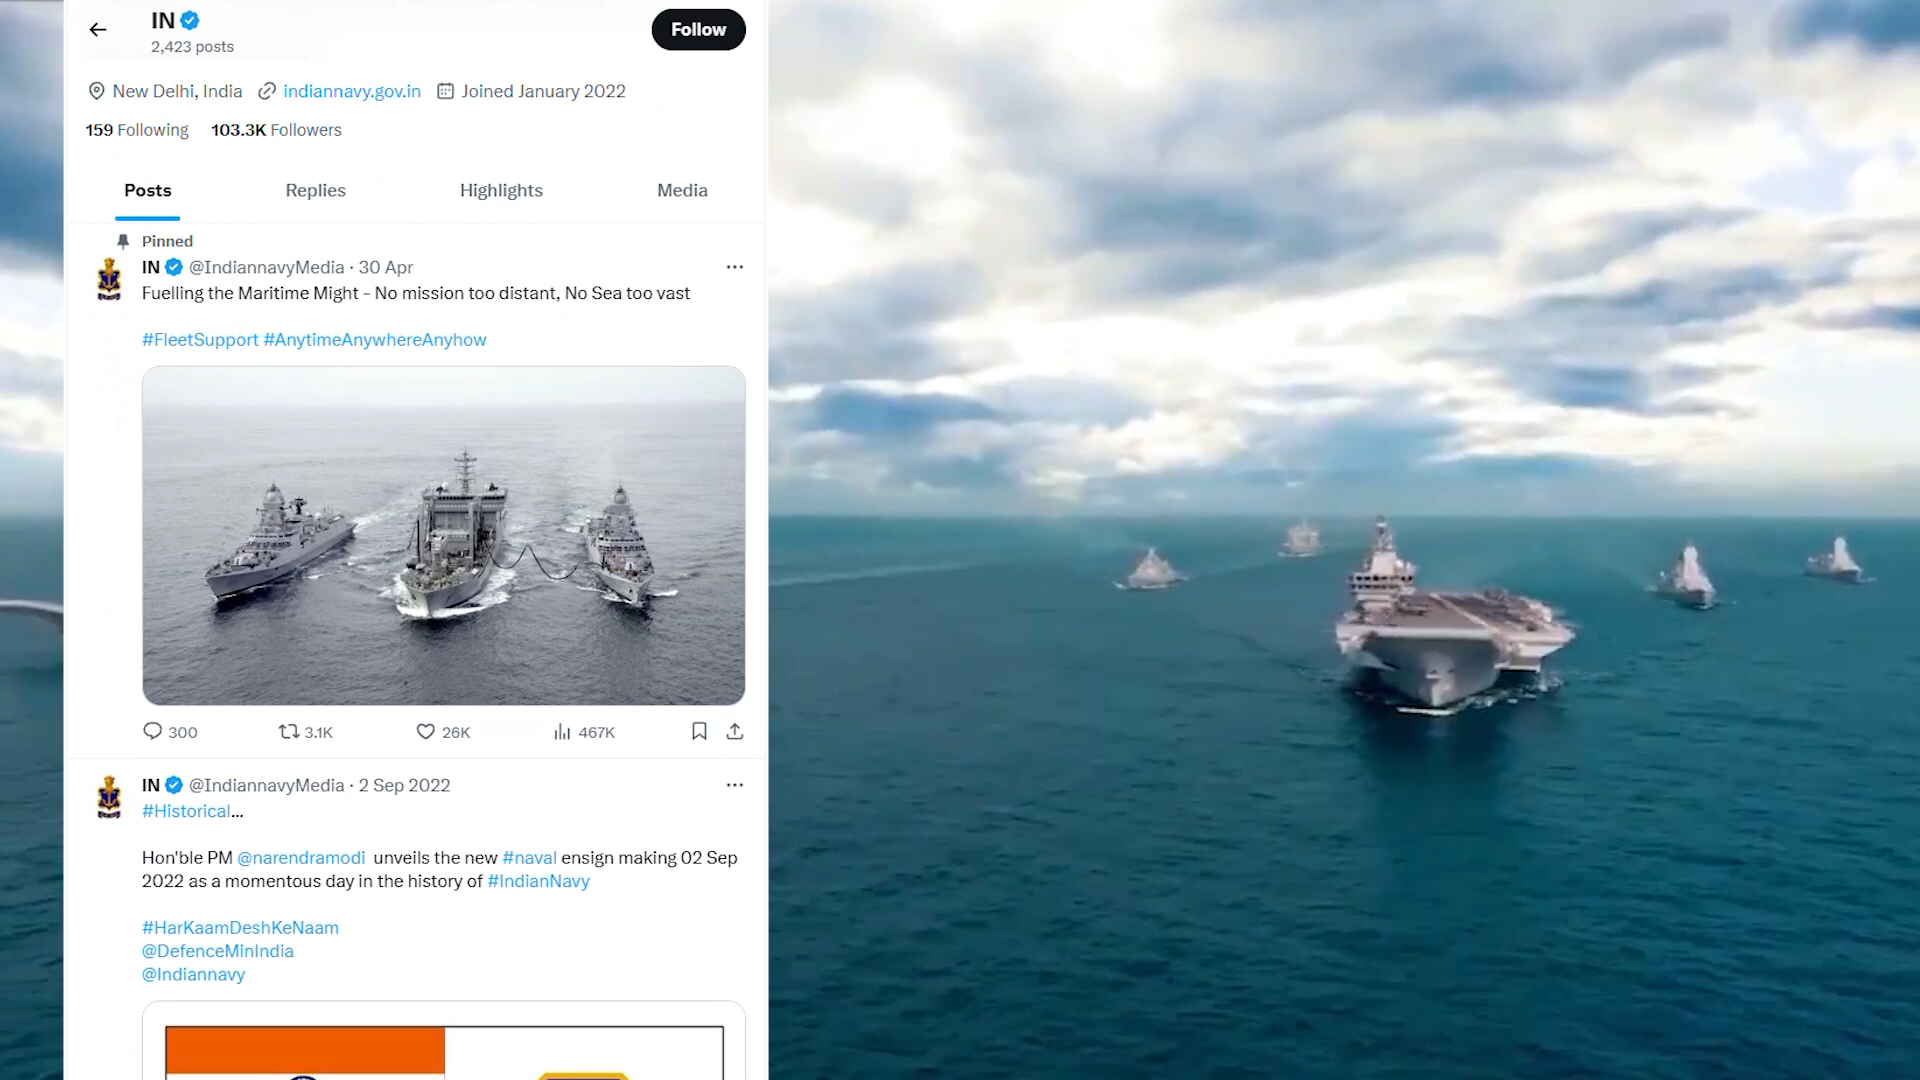 IN
2,423 posts
Follow
New Delhi, India indiannavy.gov.in Joined January 2022
159 Following 103.3K Followers
Posts Replies Highlights Media
Pinned
IN @IndiannavyMedia · 30 Apr
Fuelling the Maritime Might - No mission too distant, No Sea too vast
#FleetSupport #AnytimeAnywhereAnyhow
300 3.1K 26K 467K
IN @IndiannavyMedia · 2 Sep 2022
#Historical...
Hon'ble PM @narendramodi unveils the new #naval ensign making 02 Sep
2022 as a momentous day in the history of #IndianNavy
#HarKaamDeshKeNaam
@DefenceMinIndia
@Indiannavy